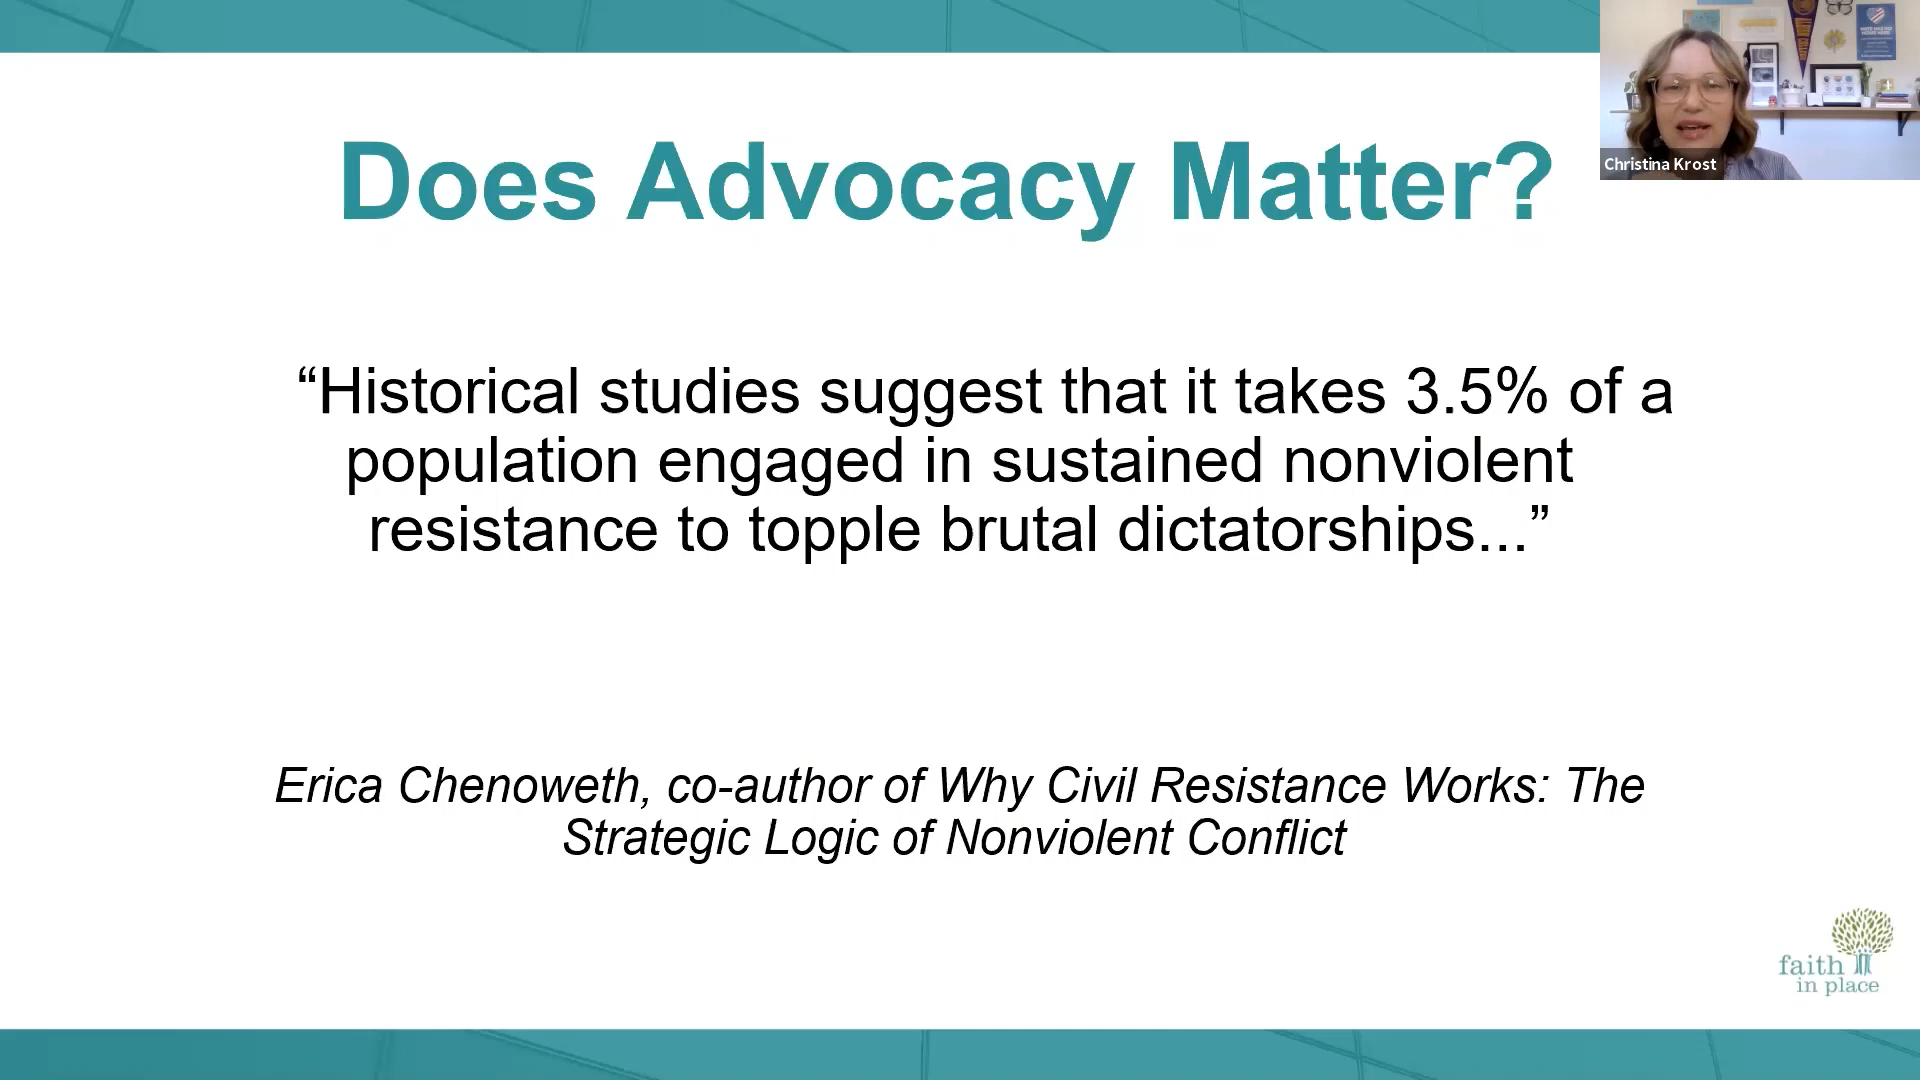 Does Advocacy Matter?
Christina Krost
“Historical studies suggest that it takes 3.5% of a
population engaged in sustained nonviolent
resistance to topple brutal dictatorships...”
Erica Chenoweth, co-author of Why Civil Resistance Works: The
Strategic Logic of Nonviolent Conflict
faith
in place